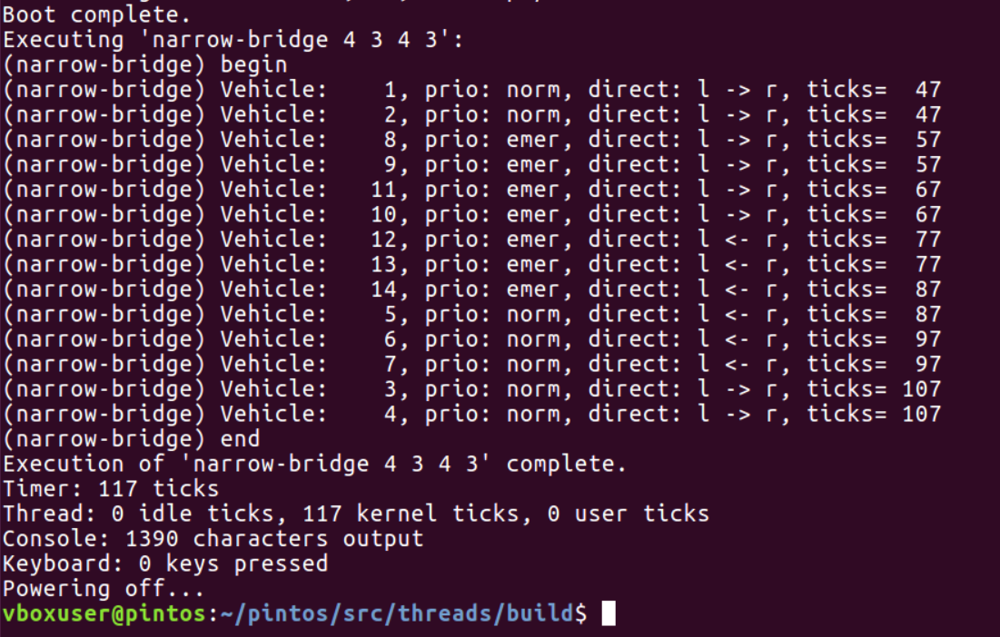 Boot complete.
Executing 'narrow-bridge 4 3 4 3':
(narrow-bridge) begin
(narrow-bridge) Vehicle:    1, prio: norm, direct: l -> r, ticks=  47
(narrow-bridge) Vehicle:    2, prio: norm, direct: l -> r, ticks=  47
(narrow-bridge) Vehicle:    8, prio: emer, direct: l -> r, ticks=  57
(narrow-bridge) Vehicle:    9, prio: emer, direct: l -> r, ticks=  57
(narrow-bridge) Vehicle:   11, prio: emer, direct: l -> r, ticks=  67
(narrow-bridge) Vehicle:   10, prio: emer, direct: l -> r, ticks=  67
(narrow-bridge) Vehicle:   12, prio: emer, direct: l <- r, ticks=  77
(narrow-bridge) Vehicle:   13, prio: emer, direct: l <- r, ticks=  77
(narrow-bridge) Vehicle:   14, prio: emer, direct: l <- r, ticks=  87
(narrow-bridge) Vehicle:    5, prio: norm, direct: l <- r, ticks=  87
(narrow-bridge) Vehicle:    6, prio: norm, direct: l <- r, ticks=  97
(narrow-bridge) Vehicle:    7, prio: norm, direct: l <- r, ticks=  97
(narrow-bridge) Vehicle:    3, prio: norm, direct: l -> r, ticks= 107
(narrow-bridge) Vehicle:    4, prio: norm, direct: l -> r, ticks= 107
(narrow-bridge) end
Execution of 'narrow-bridge 4 3 4 3' complete.
Timer: 117 ticks
Thread: 0 idle ticks, 117 kernel ticks, 0 user ticks
Console: 1390 characters output
Keyboard: 0 keys pressed
Powering off...
vboxuser@pintos:~/pintos/src/threads/build$